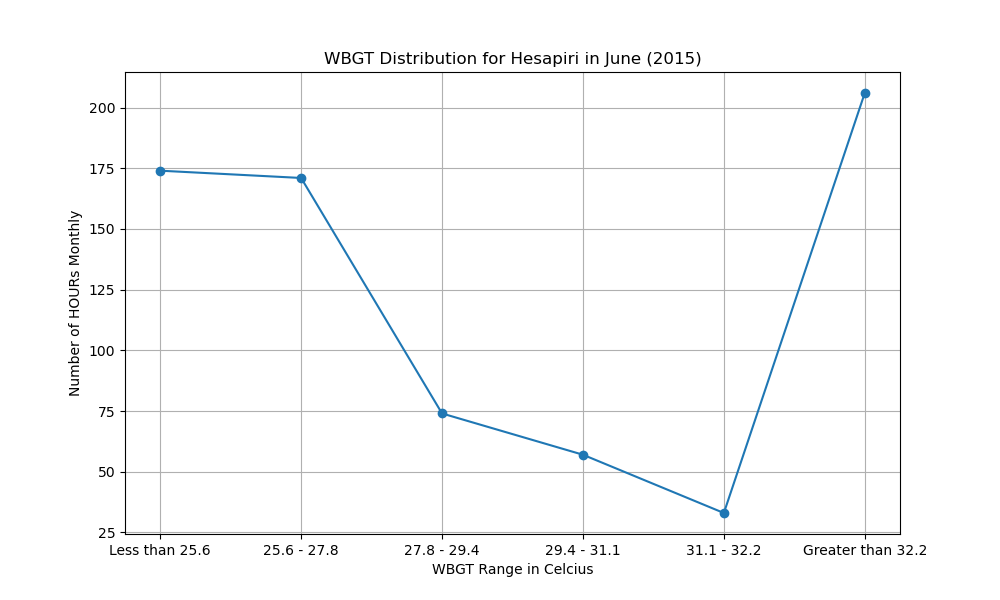 WBGT Distribution for Hesapiri in June (2015)
Number of HOURs Monthly
200
175
150
125
100
75
50
25
Less than 25.6
25.6 - 27.8
27.8 - 29.4
29.4 - 31.1
31.1 - 32.2
Greater than 32.2
WBGT Range in Celcius